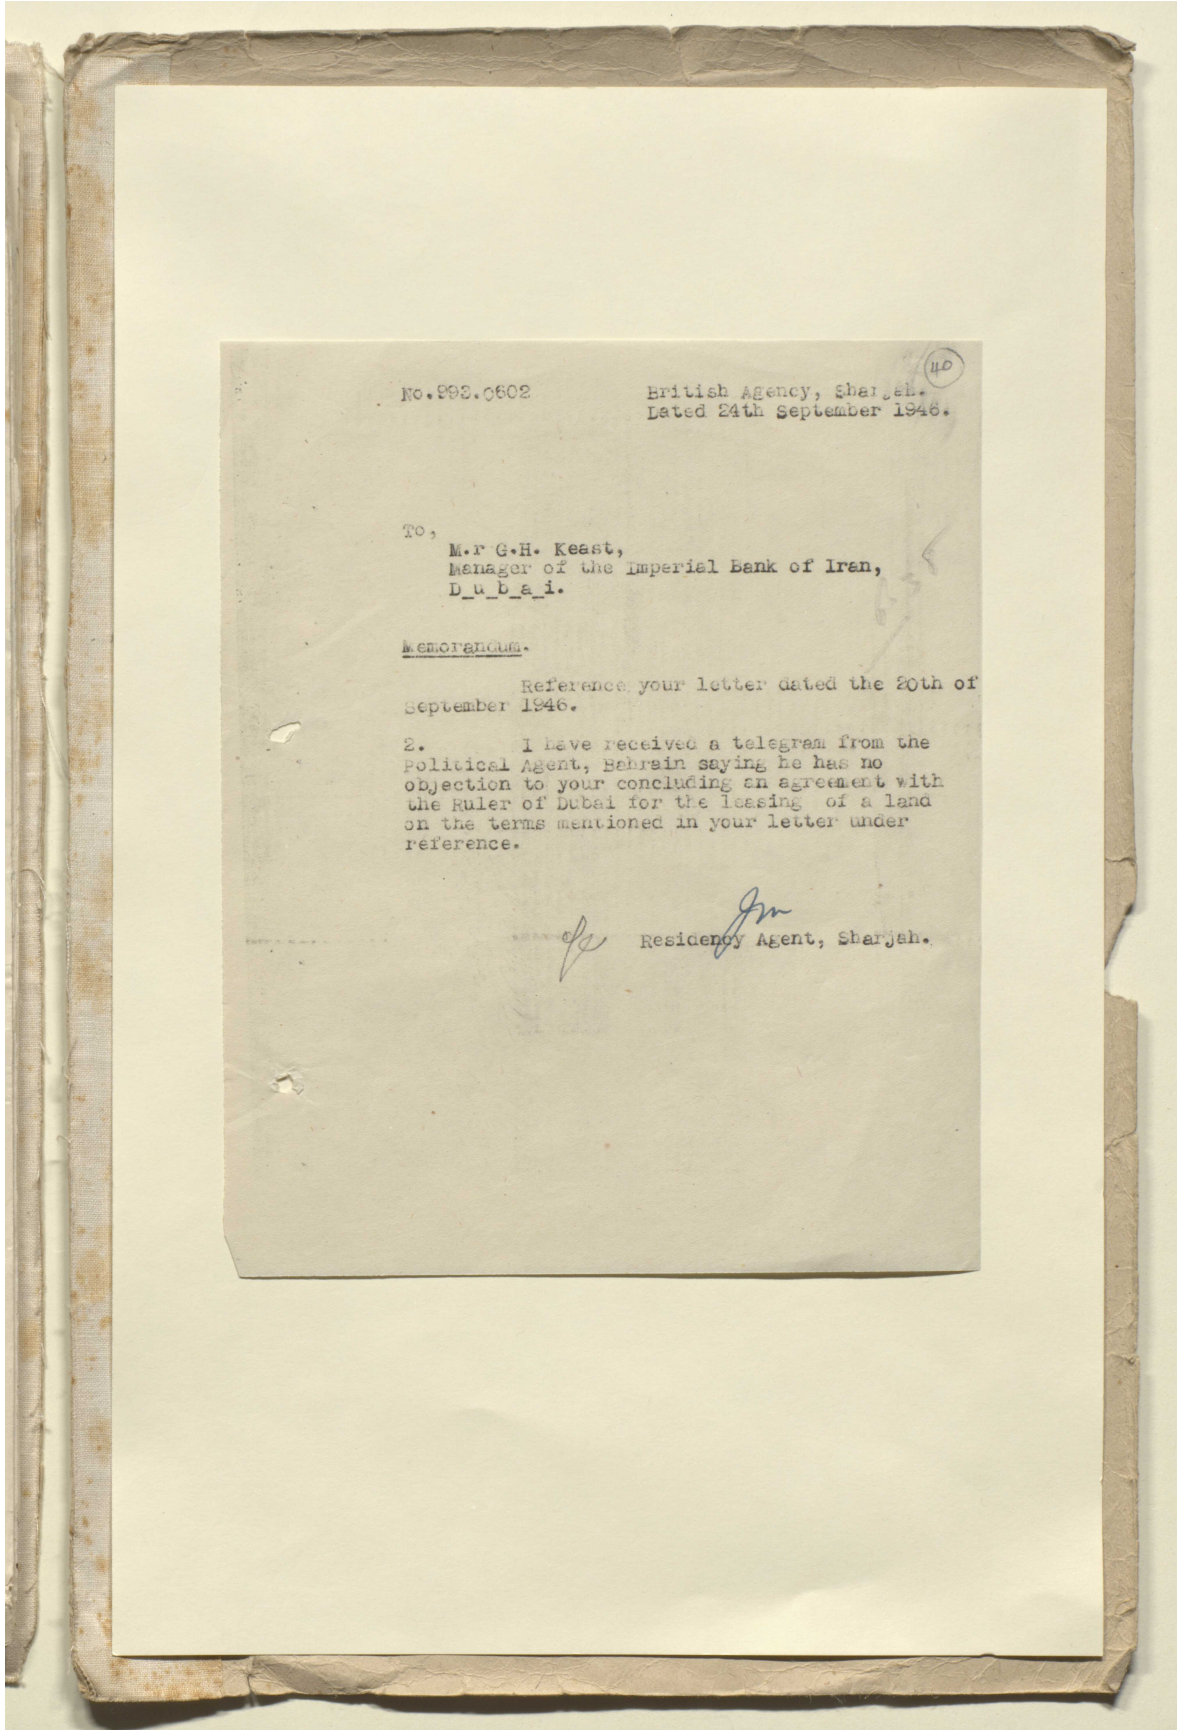 40
No.993.0602
British Agency, Sharjah.
Dated 24th September 1946.
To,
M.r G.H. Keast,
Manager of the Imperial Bank of Iran,
D_u_b_a_i.
Memorandum.
Reference your letter dated the 20th of
September 1946.
2. I have received a telegram from the
Political Agent, Bahrain saying he has no
objection to your concluding an agreement with
the Ruler of Dubai for the leasing of a land
on the terms mentioned in your letter under
reference.
Residency Agent, Sharjah.